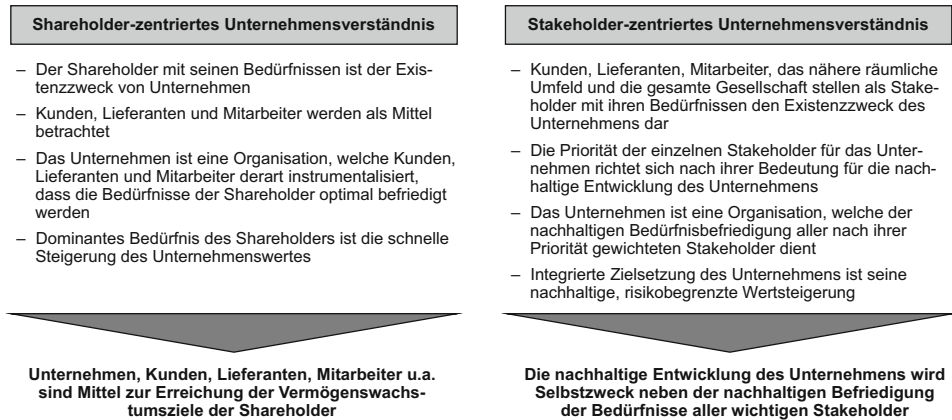 Shareholder-zentriertes Unternehmensverständnis
– Der Shareholder mit seinen Bedürfnissen ist der Exis-
tenzzweck von Unternehmen
– Kunden, Lieferanten und Mitarbeiter werden als Mittel
betrachtet
– Das Unternehmen ist eine Organisation, welche Kunden,
Lieferanten und Mitarbeiter derart instrumentalisiert,
dass die Bedürfnisse der Shareholder optimal befriedigt
werden
– Dominantes Bedürfnis des Shareholders ist die schnelle
Steigerung des Unternehmenswertes
Unternehmen, Kunden, Lieferanten, Mitarbeiter u.a.
sind Mittel zur Erreichung der Vermögenswachs-
tumsziele der Shareholder
Stakeholder-zentriertes Unternehmensverständnis
– Kunden, Lieferanten, Mitarbeiter, das nähere räumliche
Umfeld und die gesamte Gesellschaft stellen als Stake-
holder mit ihren Bedürfnissen den Existenzzweck des
Unternehmens dar
– Die Priorität der einzelnen Stakeholder für das Unter-
nehmen richtet sich nach ihrer Bedeutung für die nach-
haltige Entwicklung des Unternehmens
– Das Unternehmen ist eine Organisation, welche der
nachhaltigen Bedürfnisbefriedigung aller nach ihrer
Priorität gewichteten Stakeholder dient
– Integrierte Zielsetzung des Unternehmens ist seine
nachhaltige, risikobegrenzte Wertsteigerung
Die nachhaltige Entwicklung des Unternehmens wird
Selbstzweck neben der nachhaltigen Befriedigung
der Bedürfnisse aller wichtigen Stakeholder